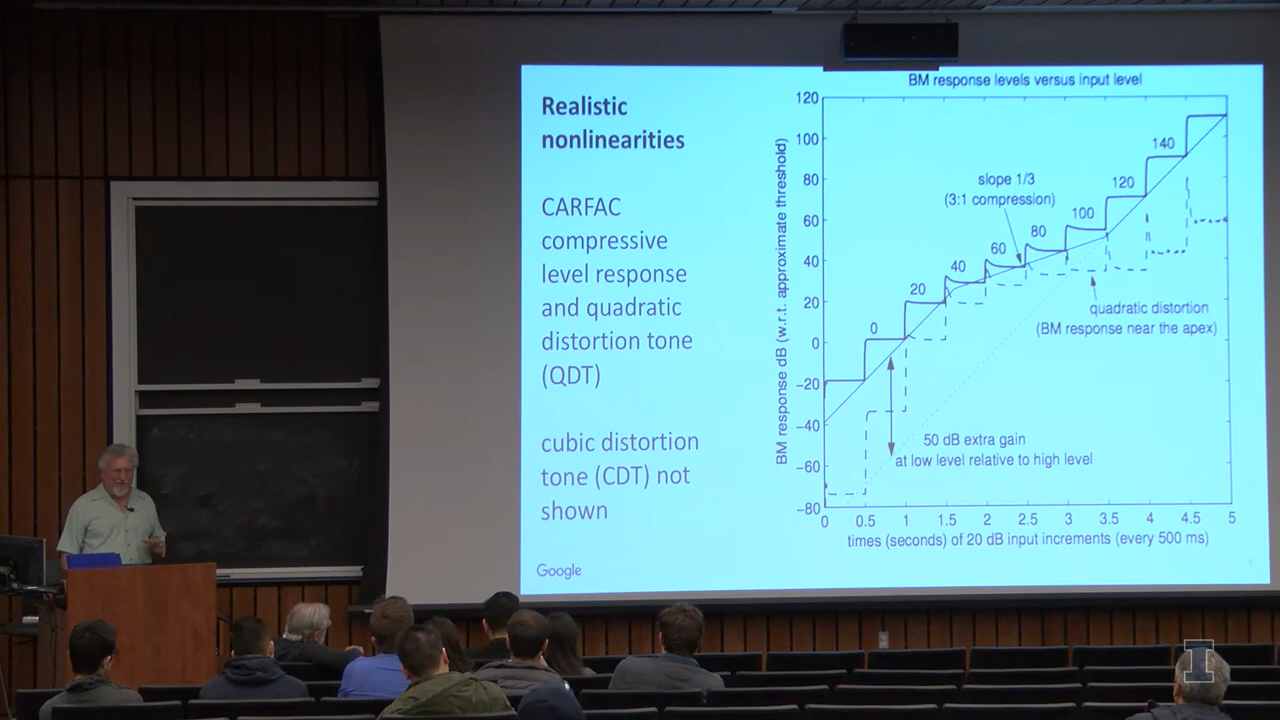 Realistic
nonlinearities
CARFAC
compressive
level response
and quadratic
distortion tone
(QDT)
cubic distortion
tone (CDT) not
shown
Google
BM response levels versus input level
BM response dB (w.r.t. approximate threshold)
120
100
80
60
40
20
0
−20
−40
−60
−80
0
20
40
60
80
100
120
140
slope 1/3
(3:1 compression)
quadratic distortion
(BM response near the apex)
50 dB extra gain
at low level relative to high level
0 0.5 1 1.5 2 2.5 3 3.5 4 4.5 5
times (seconds) of 20 dB input increments (every 500 ms)
I